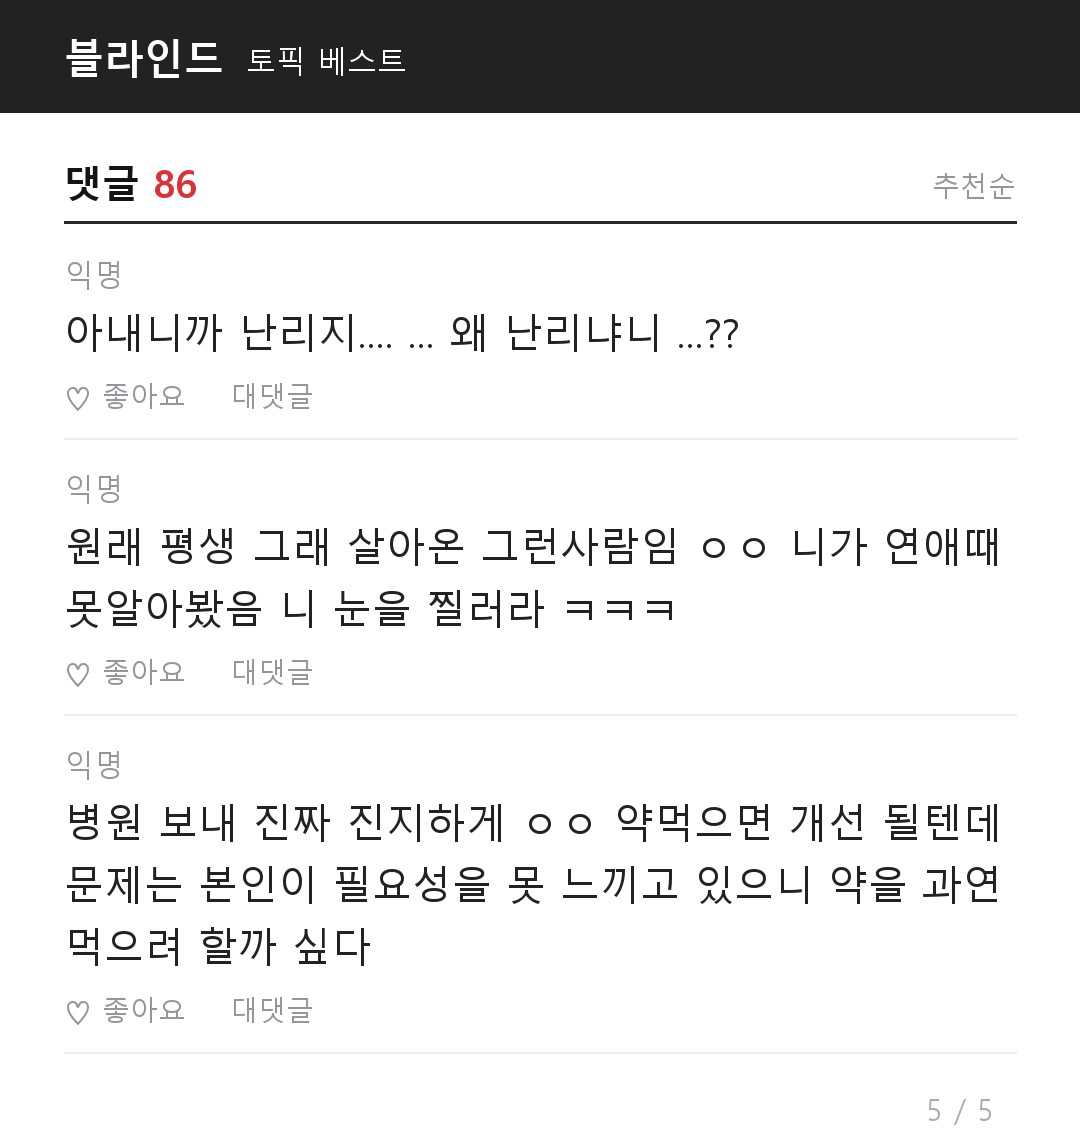 블라인드 토픽 베스트
댓글 86 추천순
익명
아내니까 난리지.... ... 왜 난리냐니 ...??
♡ 좋아요 대댓글
익명
원래 평생 그래 살아온 그런사람임 ㅇㅇ 니가 연애때
못알아봤음 니 눈을 찔러라 ㅋㅋㅋ
♡ 좋아요 대댓글
익명
병원 보내 진짜 진지하게 ㅇㅇ 약먹으면 개선 될텐데
문제는 본인이 필요성을 못 느끼고 있으니 약을 과연
먹으려 할까 싶다
♡ 좋아요 대댓글
5 / 5